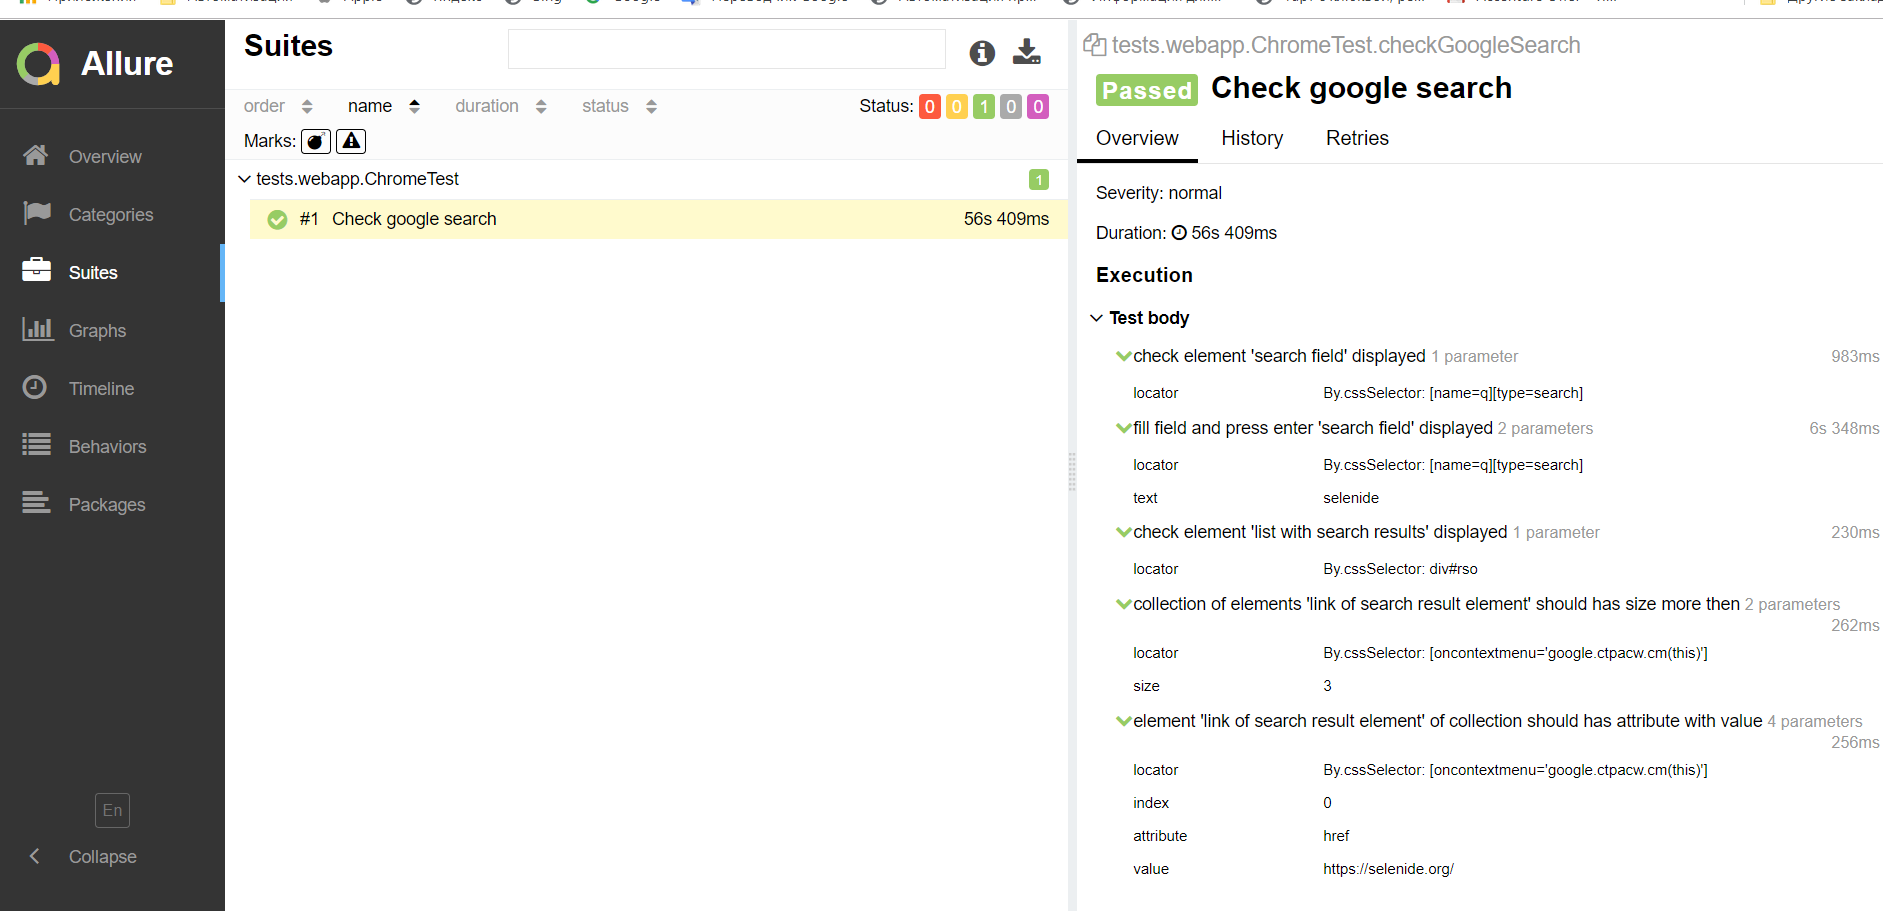 Allure
Overview
Categories
Suites
Graphs
Timeline
Behaviors
Packages
En
Collapse
Suites
order name duration status Status: 0 0 1 0 0
Marks:
tests.webapp.ChromeTest 1
#1 Check google search 56s 409ms
tests.webapp.ChromeTest.checkGoogleSearch
Passed Check google search
Overview History Retries
Severity: normal
Duration: 56s 409ms
Execution
Test body
check element 'search field' displayed 1 parameter 983ms
locator By.cssSelector: [name=q][type=search]
fill field and press enter 'search field' displayed 2 parameters 6s 348ms
locator By.cssSelector: [name=q][type=search]
text selenide
check element 'list with search results' displayed 1 parameter 230ms
locator By.cssSelector: div#rso
collection of elements 'link of search result element' should has size more then 2 parameters
262ms
locator By.cssSelector: [oncontextmenu='google.ctpacw.cm(this)']
size 3
element 'link of search result element' of collection should has attribute with value 4 parameters
256ms
locator By.cssSelector: [oncontextmenu='google.ctpacw.cm(this)']
index 0
attribute href
value https://selenide.org/